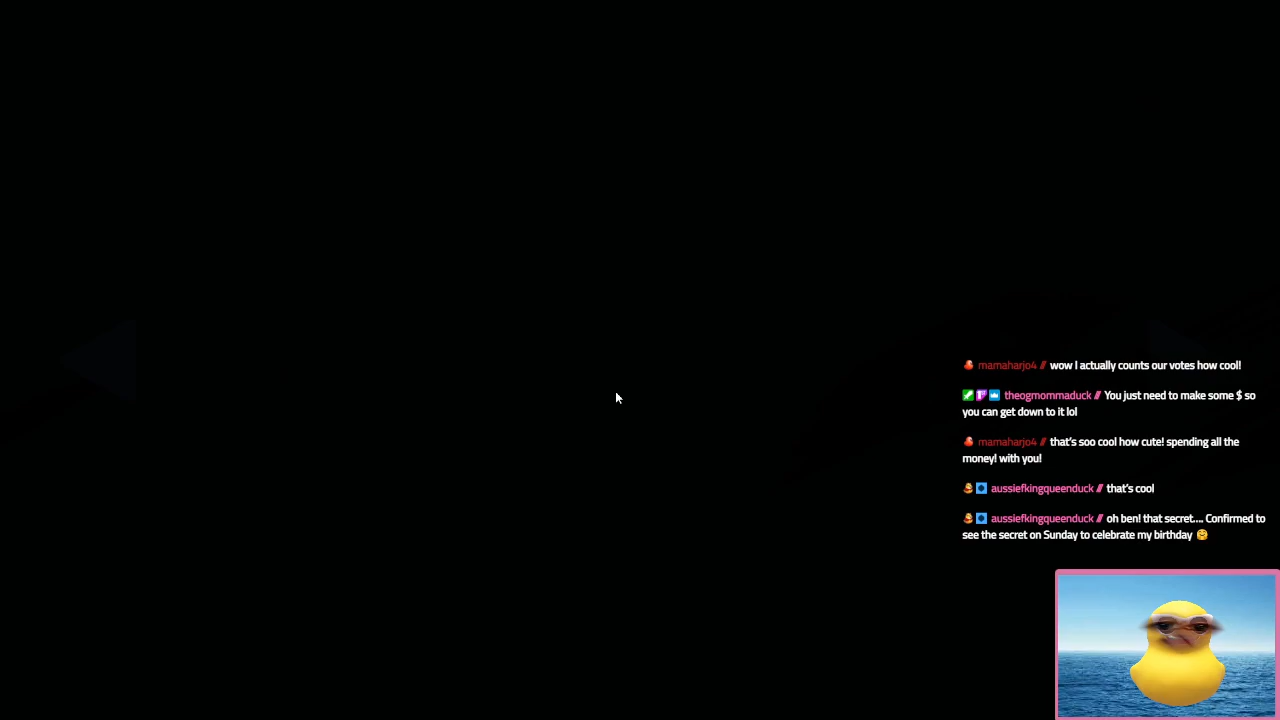 mamaharjo4 // wow I actually counts our votes how cool!
theogmommaduck // You just need to make some $ so
you can get down to it lol
mamaharjo4 // that's soo cool how cute! spending all the
money! with you!
aussiefkingqueenduck // that's cool
aussiefkingqueenduck // oh ben! that secret.... Confirmed to
see the secret on Sunday to celebrate my birthday 🤗